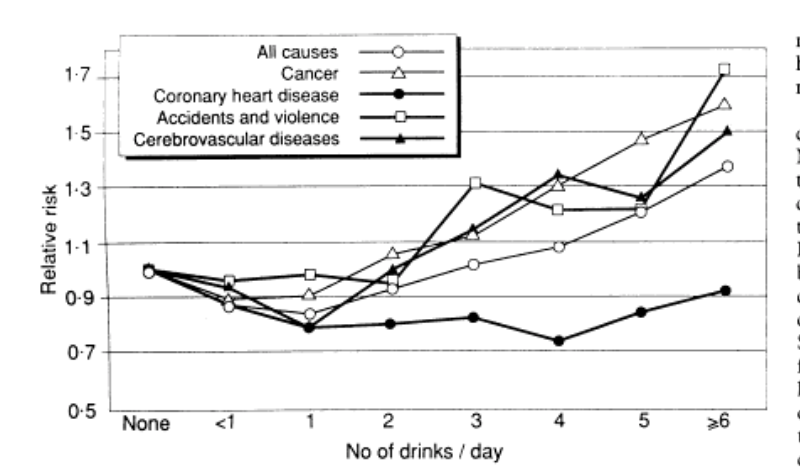 All causes
Cancer
Coronary heart disease
Accidents and violence
Cerebrovascular diseases
Relative risk
1·7
1·5
1·3
1·1
0·9
0·7
0·5
None <1 1 2 3 4 5 ⩾6
No of drinks / day